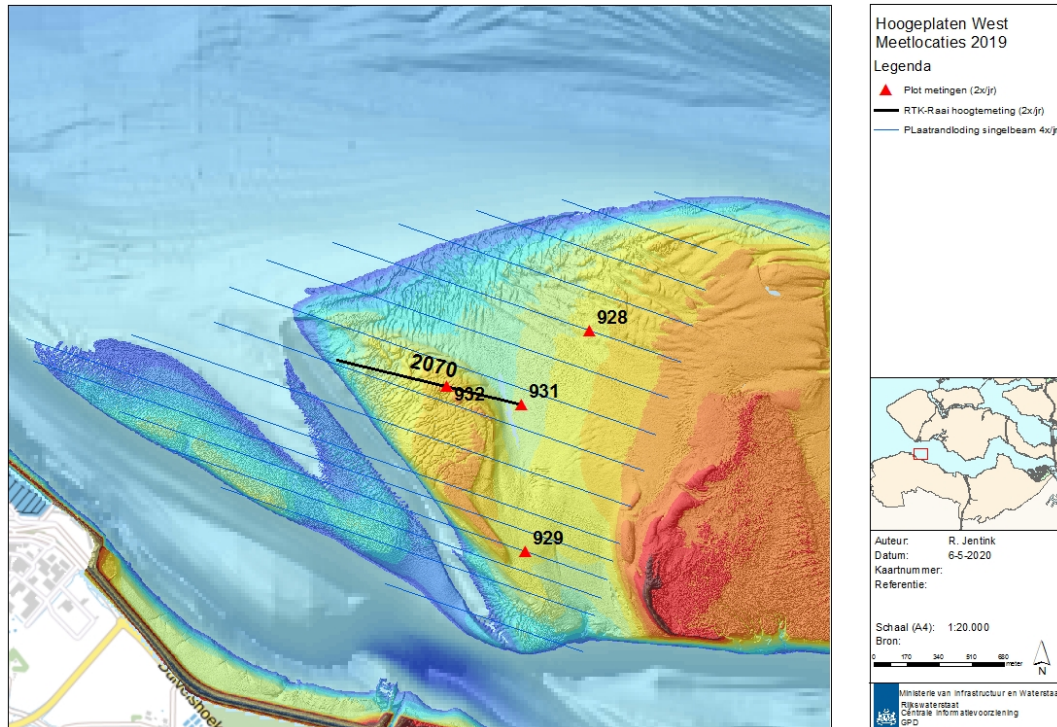 928
2070
932
931
929
Hoogeplaten West
Meetlocaties 2019
Legenda
Plot metingen (2x/jr)
RTK-Raai hoogtemeting (2x/jr)
PLaatrandloding singelbeam 4x/jr
Auteur: R. Jentink
Datum: 6-5-2020
Kaartnummer:
Referentie:
Schaal (A4): 1:20.000
Bron:
0 170 340 510 680
meter
N
Ministerie van Infrastructuur en Waterstaat
Rijkswaterstaat
Centrale Informatievoorziening
GPD